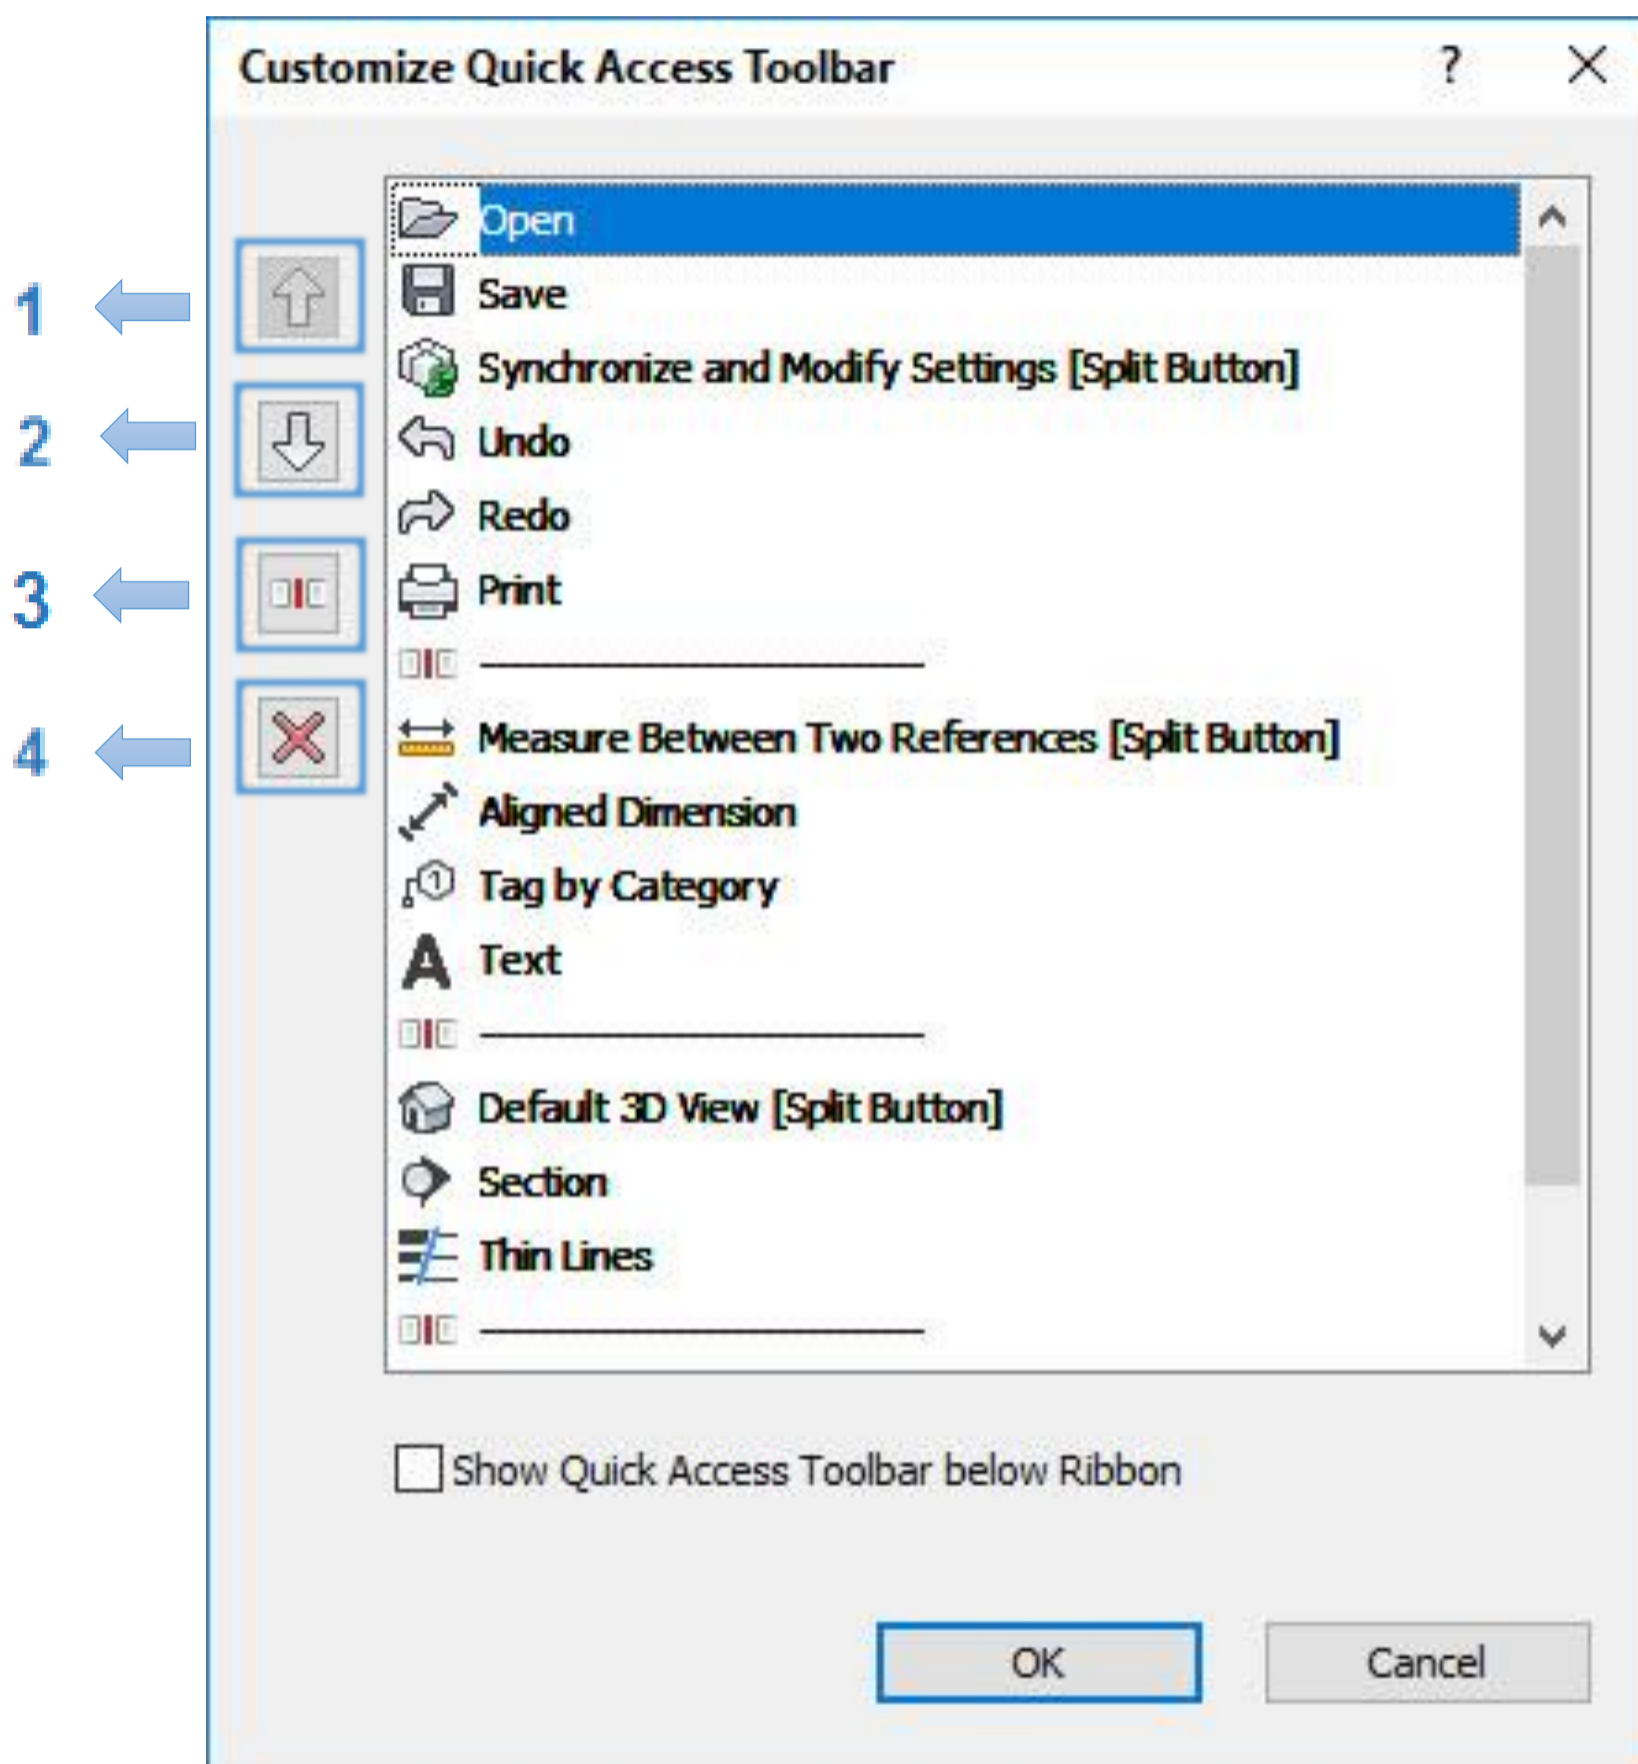 Customize Quick Access Toolbar ?
Open
1
Save
Synchronize and Modify Settings [Split Button]
2
Undo
Redo
3
Print
4
Measure Between Two References [Split Button]
Aligned Dimension
Tag by Category
Text
Default 3D View [Split Button]
Section
Thin Lines
Show Quick Access Toolbar below Ribbon
OK
Cancel